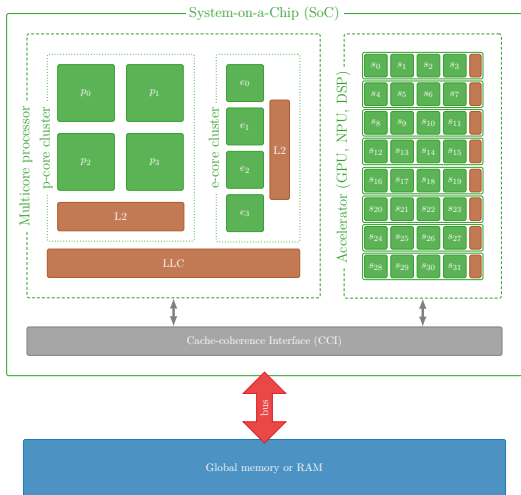 System-on-a-Chip (SoC)
Multicore processor
p-core cluster
p0 p1
p2 p3
L2
e-core cluster
e0
e1
e2
e3
L2
LLC
Accelerator (GPU, NPU, DSP)
s0 s1 s2 s3
s4 s5 s6 s7
s8 s9 s10 s11
s12 s13 s14 s15
s16 s17 s18 s19
s20 s21 s22 s23
s24 s25 s26 s27
s28 s29 s30 s31
Cache-coherence Interface (CCI)
bus
Global memory or RAM